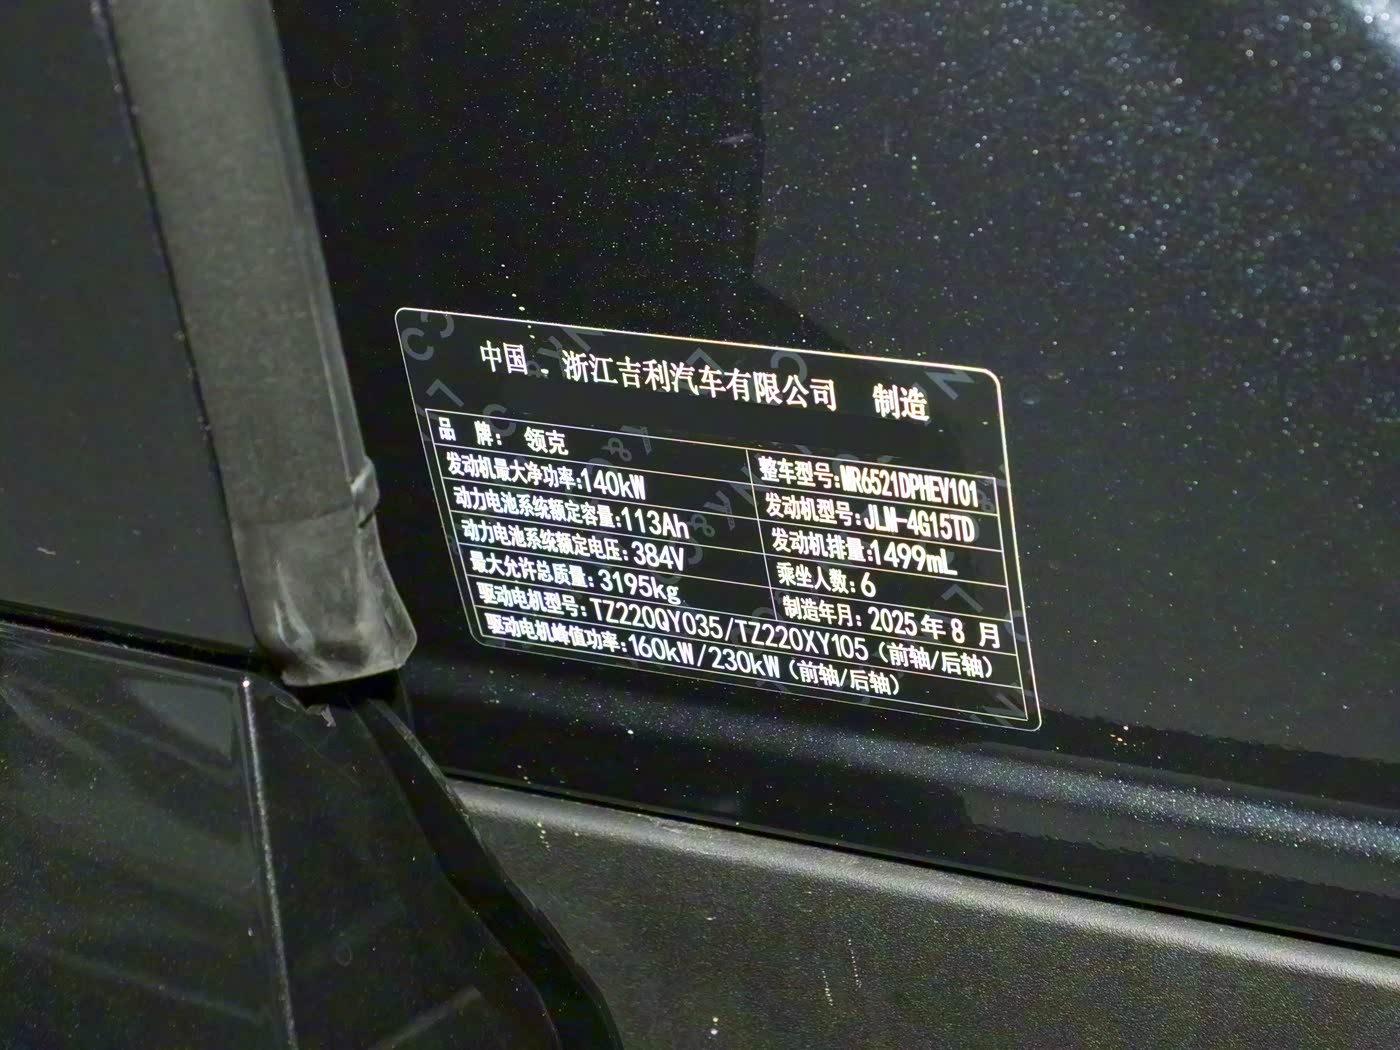 中国.浙江吉利汽车有限公司 制造
品 牌: 领克
整车型号:MR6521DPHEV101
发动机最大净功率:140kW
发动机型号:JLM-4G15TD
动力电池系统额定容量:113Ah
发动机排量:1499mL
动力电池系统额定电压:384V
乘坐人数:6
最大允许总质量:3195kg
制造年月:2025年8月
驱动电机型号:TZ220QY035/TZ220XY105(前轴/后轴)
驱动电机峰值功率:160kW/230kW(前轴/后轴)